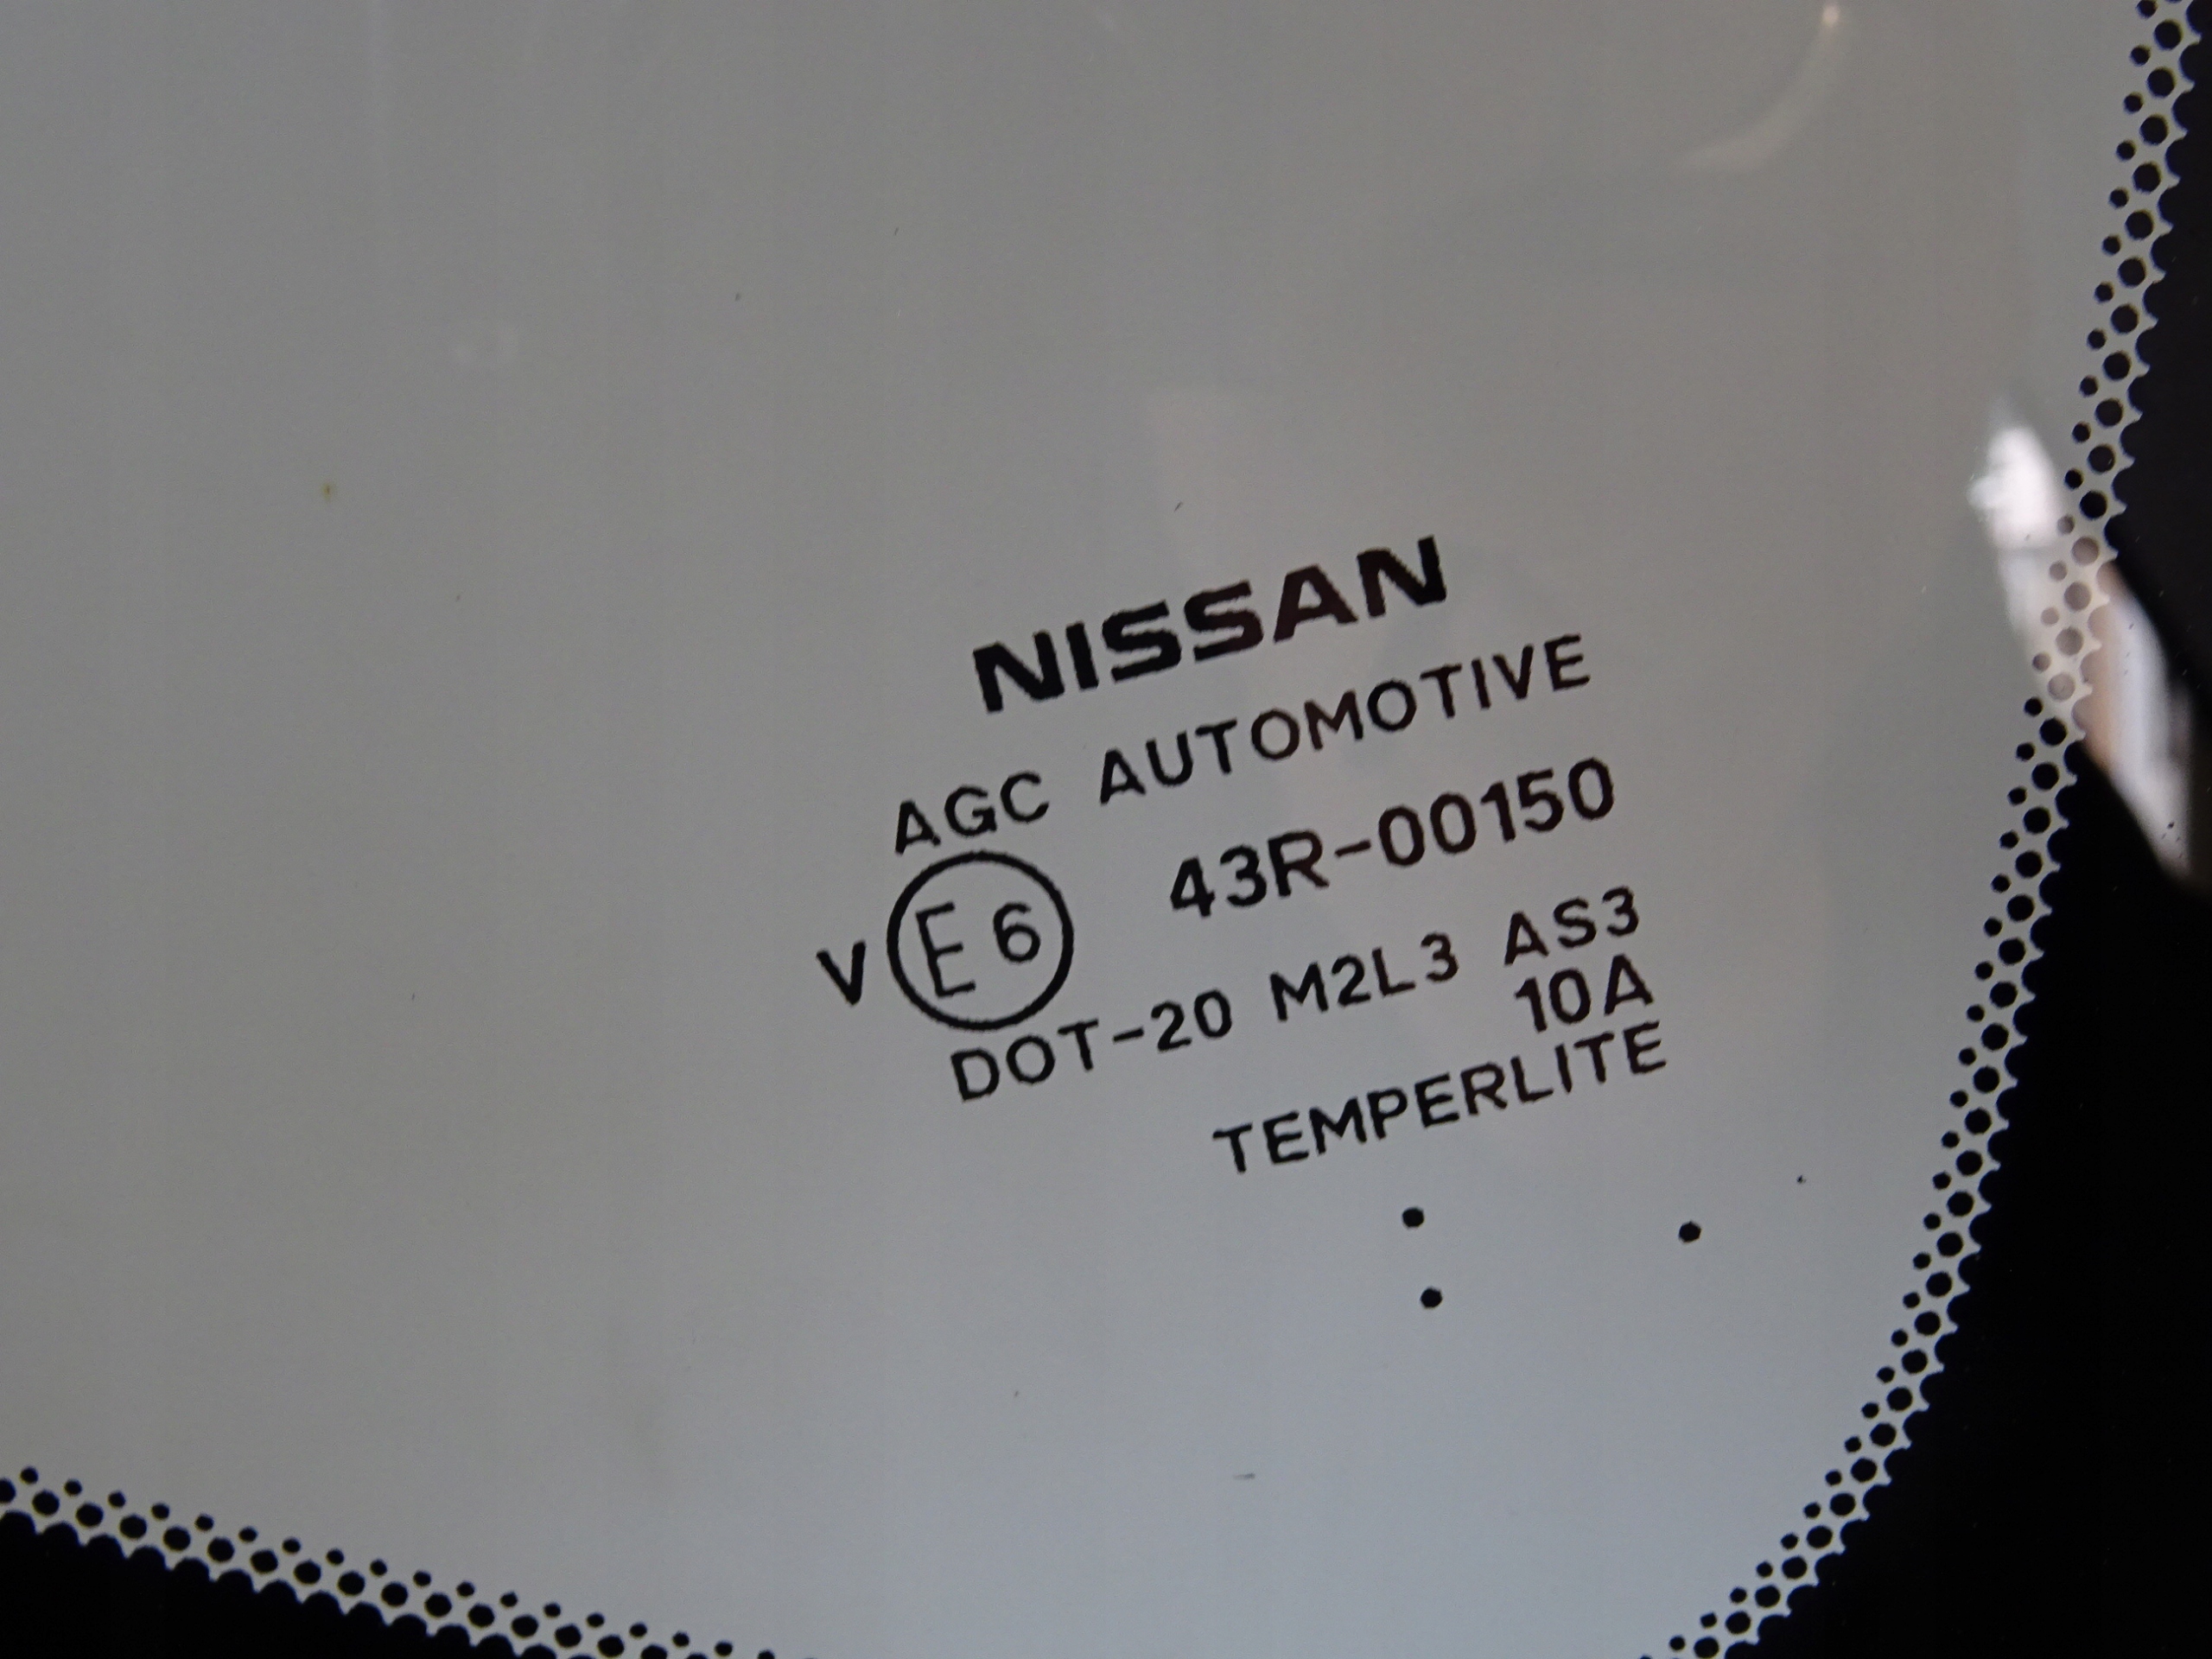 NISSAN
AGC AUTOMOTIVE
V E6 43R-00150
DOT-20 M2L3 AS3
10A
TEMPERLITE